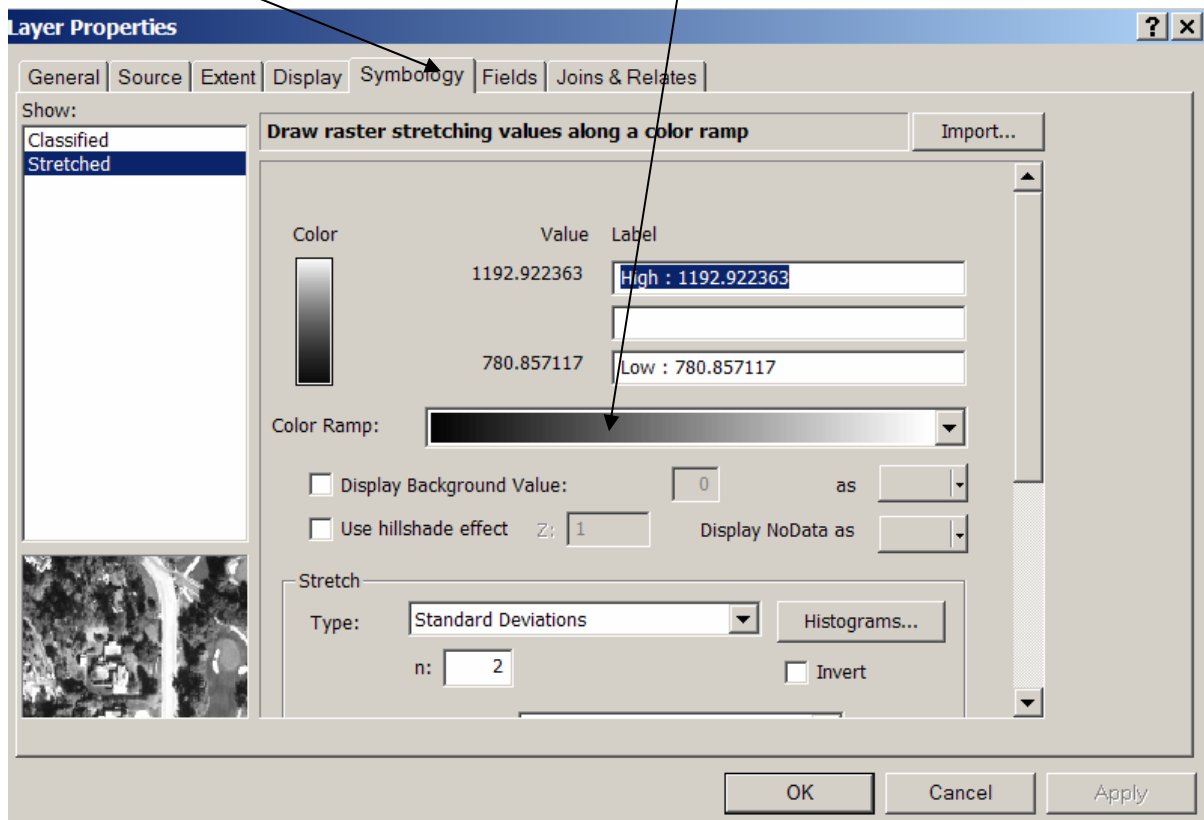 Layer Properties
General Source Extent Display Symbology Fields Joins & Relates
Show:
Classified
Stretched
Draw raster stretching values along a color ramp
Import...
Color Value Label
1192.922363 High : 1192.922363
780.857117 Low : 780.857117
Color Ramp:
Display Background Value: 0 as
Use hillshade effect Z: 1 Display NoData as
Stretch
Type: Standard Deviations Histograms...
n: 2 Invert
OK Cancel Apply